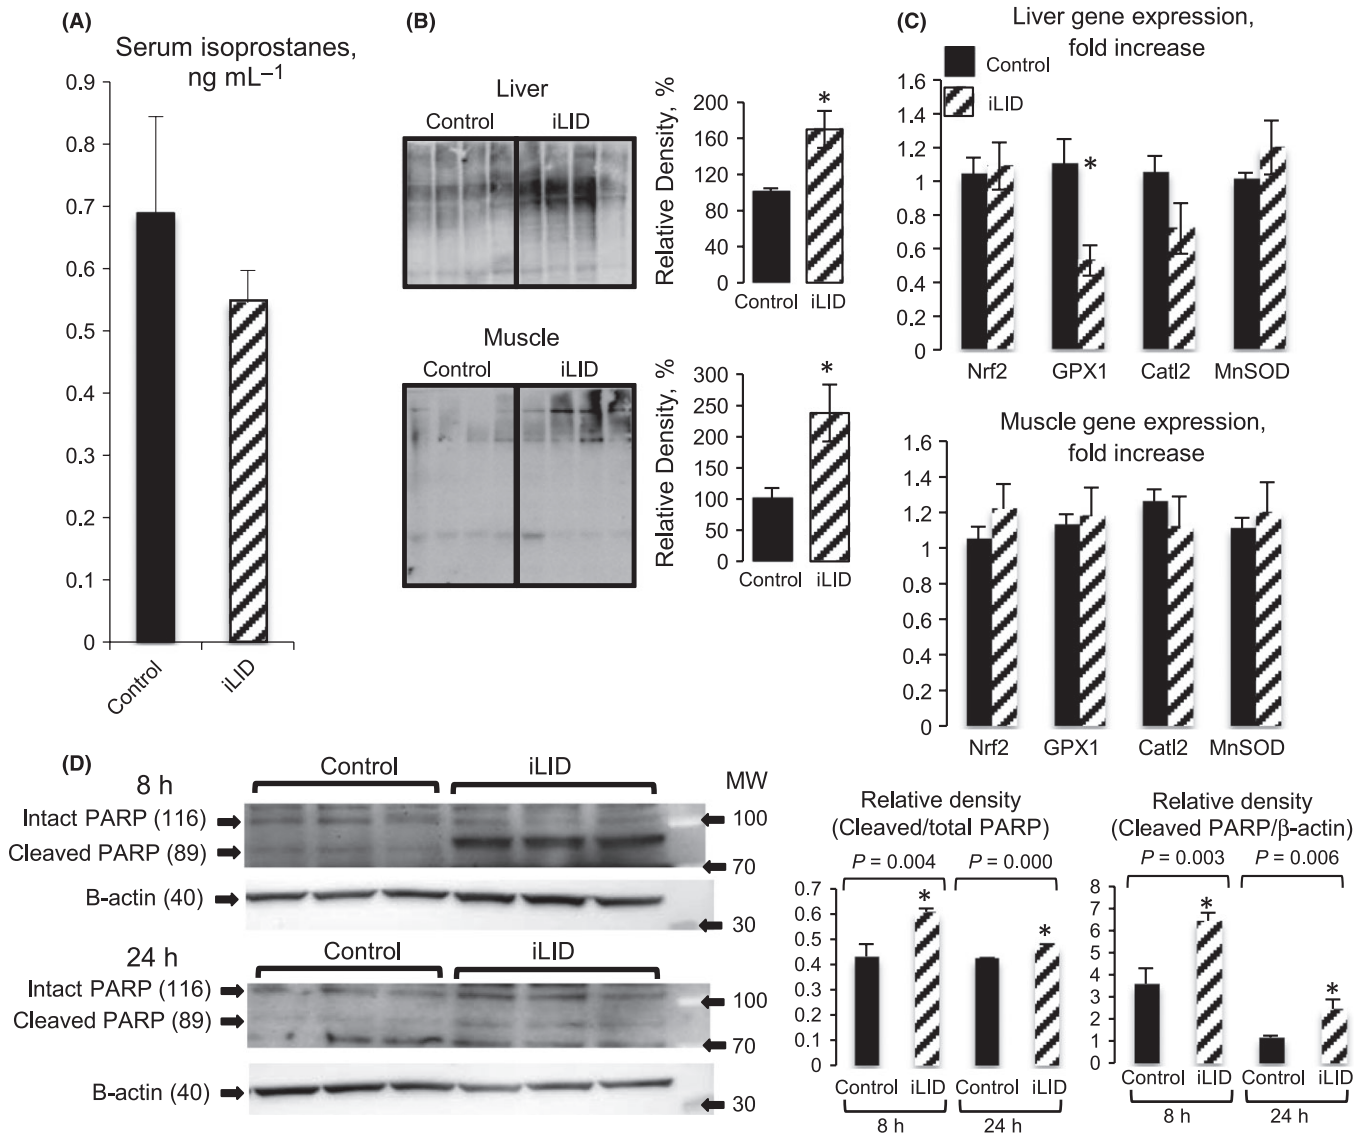 (A)
Serum isoprostanes,
ng mL–1
0.9
0.8
0.7
0.6
0.5
0.4
0.3
0.2
0.1
0
Control
iLID
(B)
Liver
Control iLID
Relative Density, %
200
160
120
80
40
0
*
Control iLID
Muscle
Control iLID
Relative Density, %
300
250
200
150
100
50
0
*
Control iLID
(C)
Liver gene expression,
fold increase
Control
iLID
1.6
1.4
1.2
1
0.8
0.6
0.4
0.2
0
*
Nrf2 GPX1 Catl2 MnSOD
Muscle gene expression,
fold increase
1.6
1.4
1.2
1
0.8
0.6
0.4
0.2
0
Nrf2 GPX1 Catl2 MnSOD
(D)
8 h
Control iLID
MW
Intact PARP (116)
Cleaved PARP (89)
100
70
B-actin (40)
30
24 h
Control iLID
Intact PARP (116)
Cleaved PARP (89)
100
70
B-actin (40)
30
Relative density
(Cleaved/total PARP)
P = 0.004 P = 0.000
0.7
0.6
0.5
0.4
0.3
0.2
0.1
0
* *
Control iLID Control iLID
8 h 24 h
Relative density
(Cleaved PARP/β-actin)
P = 0.003 P = 0.006
8
7
6
5
4
3
2
1
0
* *
Control iLID Control iLID
8 h 24 h